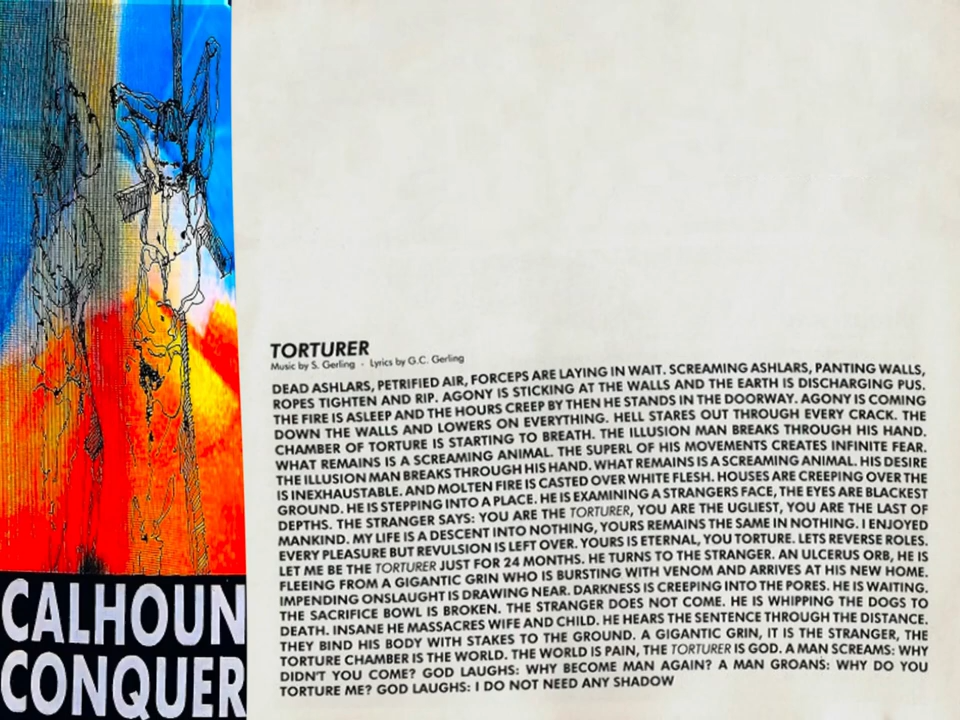 CALHOUN
CONQUER
TORTURER
Music by S. Gerling · Lyrics by G.C. Gerling
DEAD ASHLARS, PETRIFIED AIR, FORCEPS ARE LAYING IN WAIT. SCREAMING ASHLARS, PANTING WALLS,
ROPES TIGHTEN AND RIP. AGONY IS STICKING AT THE WALLS AND THE EARTH IS DISCHARGING PUS.
THE FIRE IS ASLEEP AND THE HOURS CREEP BY THEN HE STANDS IN THE DOORWAY. AGONY IS COMING
DOWN THE WALLS AND LOWERS ON EVERYTHING. HELL STARES OUT THROUGH EVERY CRACK. THE
CHAMBER OF TORTURE IS STARTING TO BREATH. THE ILLUSION MAN BREAKS THROUGH HIS HAND.
WHAT REMAINS IS A SCREAMING ANIMAL. THE SUPERL OF HIS MOVEMENTS CREATES INFINITE FEAR.
THE ILLUSION MAN BREAKS THROUGH HIS HAND. WHAT REMAINS IS A SCREAMING ANIMAL. HIS DESIRE
IS INEXHAUSTABLE. AND MOLTEN FIRE IS CASTED OVER WHITE FLESH. HOUSES ARE CREEPING OVER THE
GROUND. HE IS STEPPING INTO A PLACE. HE IS EXAMINING A STRANGERS FACE, THE EYES ARE BLACKEST
DEPTHS. THE STRANGER SAYS: YOU ARE THE TORTURER, YOU ARE THE UGLIEST, YOU ARE THE LAST OF
MANKIND. MY LIFE IS A DESCENT INTO NOTHING, YOURS REMAINS THE SAME IN NOTHING. I ENJOYED
EVERY PLEASURE BUT REVULSION IS LEFT OVER. YOURS IS ETERNAL, YOU TORTURE. LETS REVERSE ROLES.
LET ME BE THE TORTURER JUST FOR 24 MONTHS. HE TURNS TO THE STRANGER. AN ULCERUS ORB, HE IS
FLEEING FROM A GIGANTIC GRIN WHO IS BURSTING WITH VENOM AND ARRIVES AT HIS NEW HOME.
IMPENDING ONSLAUGHT IS DRAWING NEAR. DARKNESS IS CREEPING INTO THE PORES. HE IS WAITING.
THE SACRIFICE BOWL IS BROKEN. THE STRANGER DOES NOT COME. HE IS WHIPPING THE DOGS TO
DEATH. INSANE HE MASSACRES WIFE AND CHILD. HE HEARS THE SENTENCE THROUGH THE DISTANCE.
THEY BIND HIS BODY WITH STAKES TO THE GROUND. A GIGANTIC GRIN, IT IS THE STRANGER, THE
TORTURE CHAMBER IS THE WORLD. THE WORLD IS PAIN, THE TORTURER IS GOD. A MAN SCREAMS: WHY
DIDN'T YOU COME? GOD LAUGHS: WHY BECOME MAN AGAIN? A MAN GROANS: WHY DO YOU
TORTURE ME? GOD LAUGHS: I DO NOT NEED ANY SHADOW